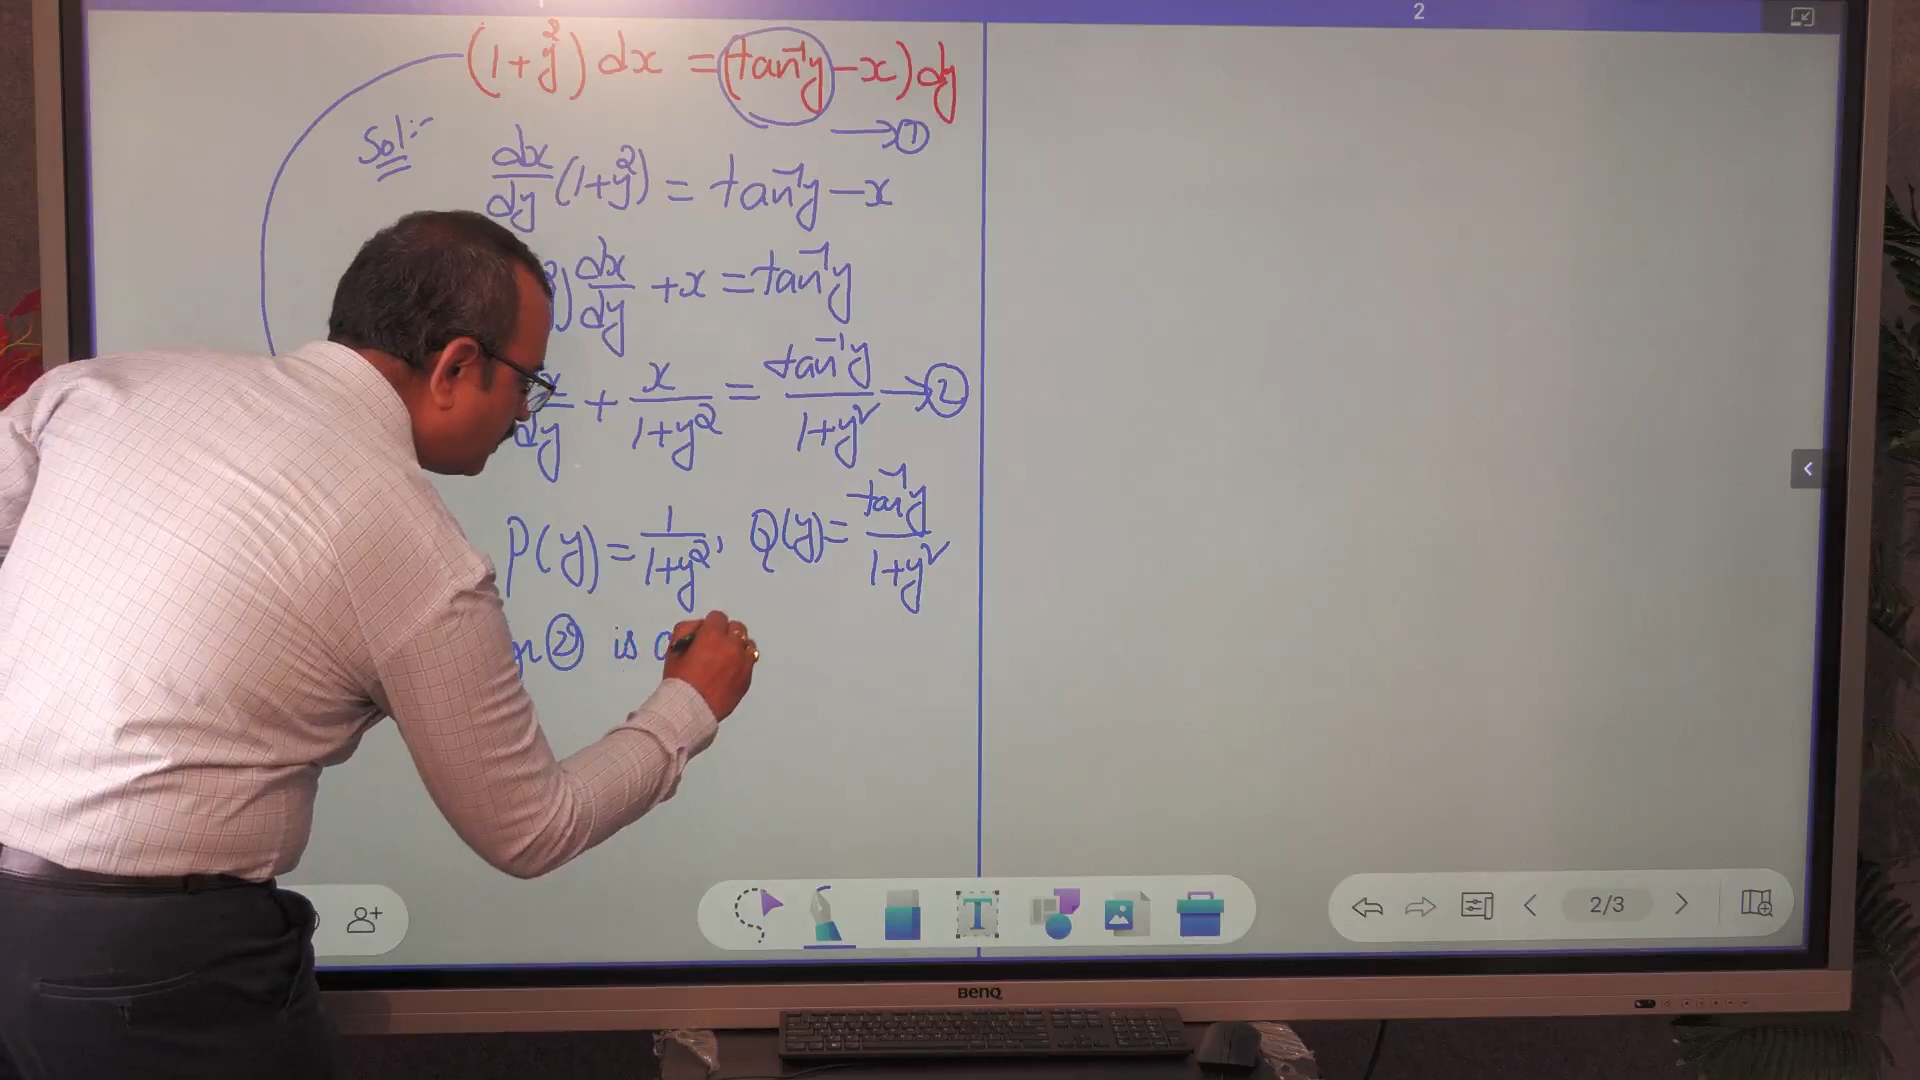 2
(1+y²) dx = (tan⁻¹y - x) dy
→ ①
Sol:-
dx/dy (1+y²) = tan⁻¹y - x
²) dx/dy + x = tan⁻¹y
x/dy + x/1+y² = tan⁻¹y/1+y² → ②
P(y) = 1/1+y², Q(y) = tan⁻¹y/1+y²
② is
T
2/3
BenQ